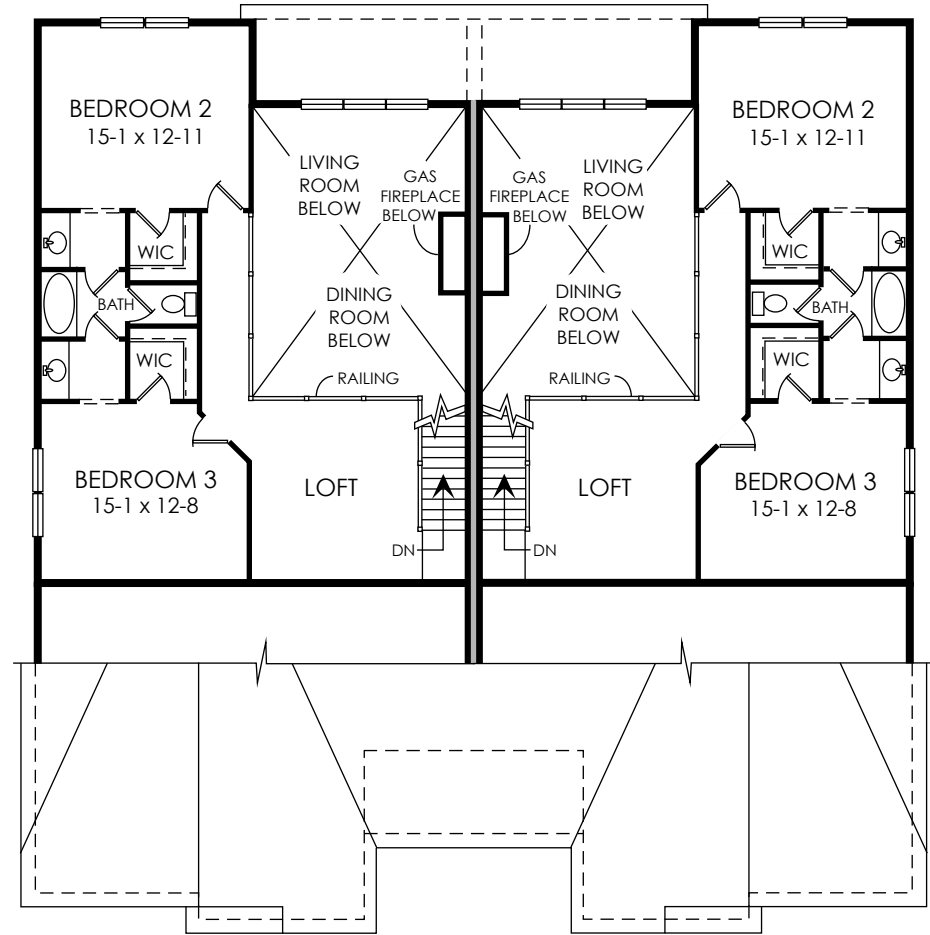 BEDROOM 2
15-1 x 12-11
LIVING
ROOM
BELOW
GAS
FIREPLACE
BELOW
WIC
BATH
DINING
ROOM
BELOW
WIC
RAILING
BEDROOM 3
15-1 x 12-8
LOFT
DN
BEDROOM 2
15-1 x 12-11
LIVING
ROOM
BELOW
GAS
FIREPLACE
BELOW
WIC
BATH
DINING
ROOM
BELOW
WIC
RAILING
LOFT
BEDROOM 3
15-1 x 12-8
DN